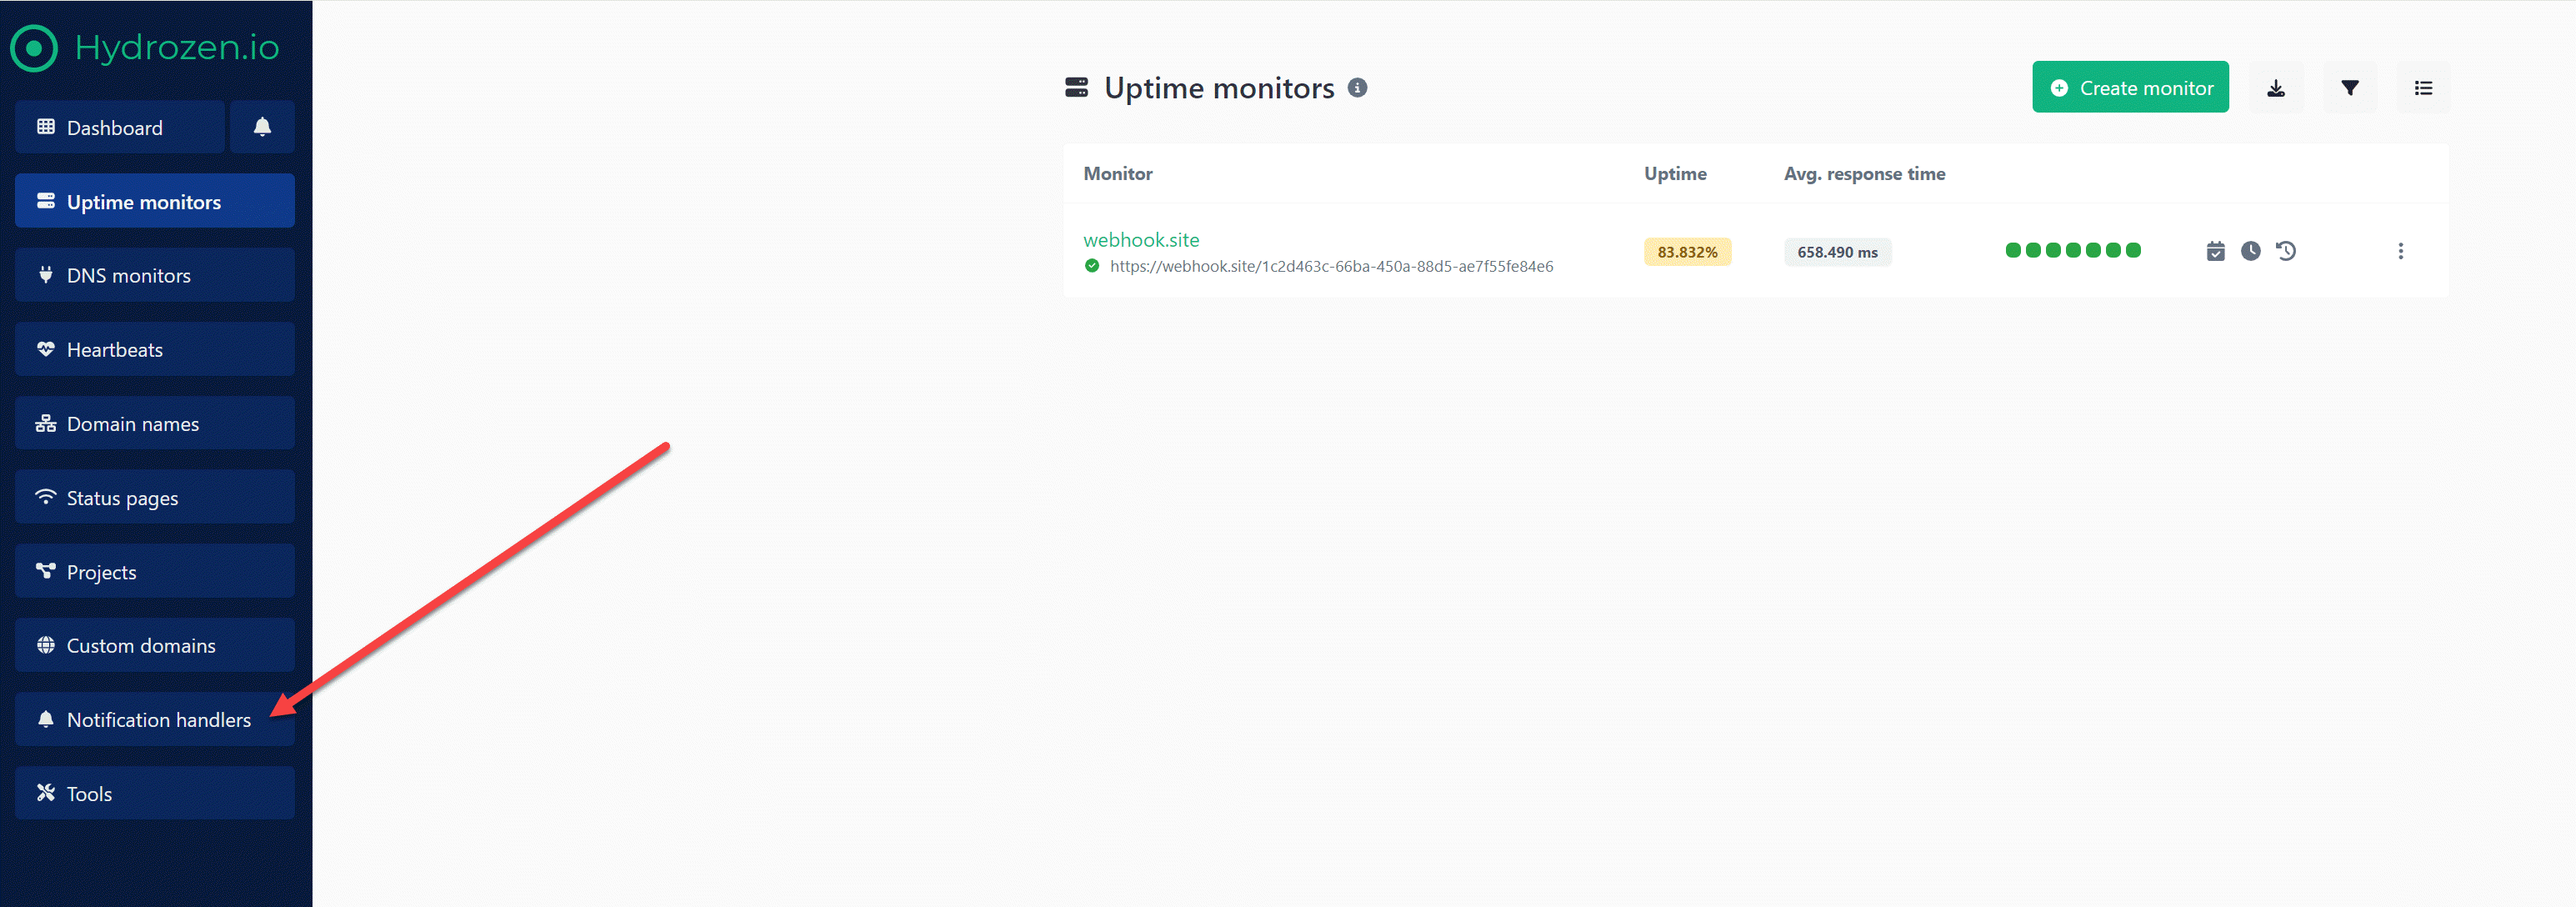 Hydrozen.io
Dashboard
Uptime monitors
DNS monitors
Heartbeats
Domain names
Status pages
Projects
Custom domains
Notification handlers
Tools
Uptime monitors
Create monitor
Monitor Uptime Avg. response time
webhook.site
https://webhook.site/1c2d463c-66ba-450a-88d5-ae7f55fe84e6 83.832% 658.490 ms